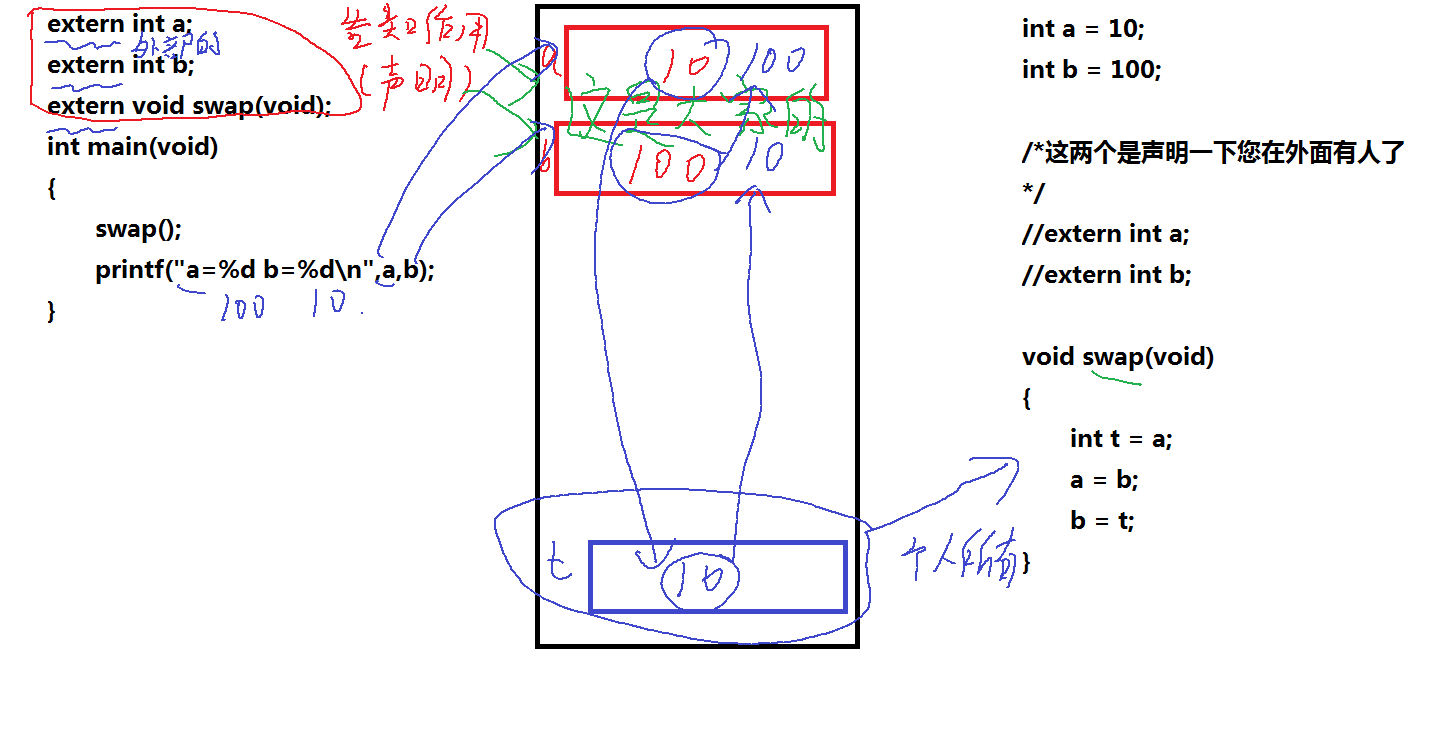 extern int a;
外部的
extern int b;
extern void swap(void);
int main(void)
{
swap();
printf("a=%d b=%d\n",a,b);
100 10
}
告知作用
(声明)
a 10 100
这是大家的
b 100 10
t 10
个人所有
int a = 10;
int b = 100;
/*这两个是声明一下您在外面有人了
*/
//extern int a;
//extern int b;
void swap(void)
{
int t = a;
a = b;
b = t;
}